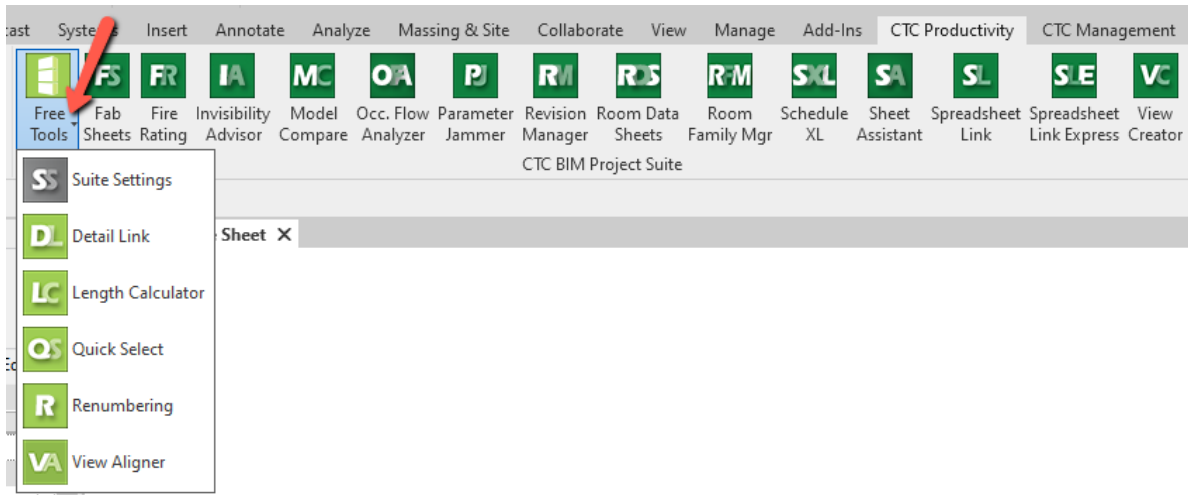 Insert Annotate Analyze Massing & Site Collaborate View Manage Add-Ins CTC Productivity CTC Management
FS FR IA MC OFA PJ RM RDS RFM SXL SA SL SLE VC
Free Fab Fire Invisibility Model Occ. Flow Parameter Revision Room Data Room Schedule Sheet Spreadsheet Spreadsheet View
Tools Sheets Rating Advisor Compare Analyzer Jammer Manager Sheets Family Mgr XL Assistant Link Link Express Creator
CTC BIM Project Suite
SS Suite Settings
DL Detail Link
Sheet
LC Length Calculator
QS Quick Select
R Renumbering
VA View Aligner